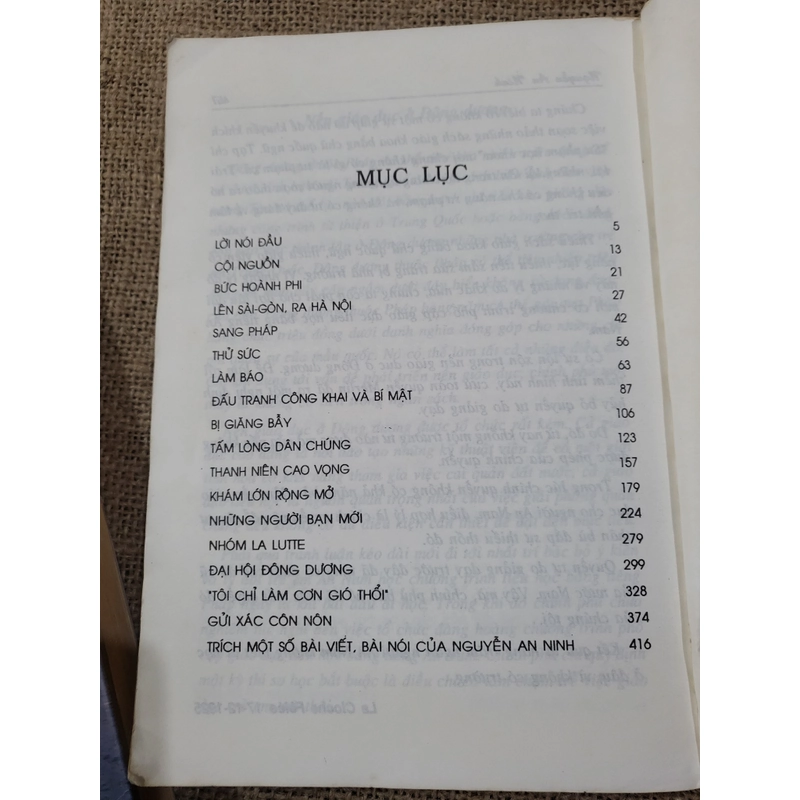 MỤC LỤC
LỜI NÓI ĐẦU 5
CỘI NGUỒN 13
BỨC HOÀNH PHI 21
LÊN SÀI-GÒN, RA HÀ NỘI 27
SANG PHÁP 42
THỬ SỨC 56
LÀM BÁO 63
ĐẤU TRANH CÔNG KHAI VÀ BÍ MẬT 87
BỊ GIĂNG BẪY 106
TẤM LÒNG DÂN CHÚNG 123
THANH NIÊN CAO VỌNG 157
KHÁM LỚN RỘNG MỞ 179
NHỮNG NGƯỜI BẠN MỚI 224
NHÓM LA LUTTE 279
ĐẠI HỘI ĐÔNG DƯƠNG 299
"TÔI CHỈ LÀM CƠN GIÓ THỔI" 328
GỬI XÁC CÔN NÔN 374
TRÍCH MỘT SỐ BÀI VIẾT, BÀI NÓI CỦA NGUYỄN AN NINH 416